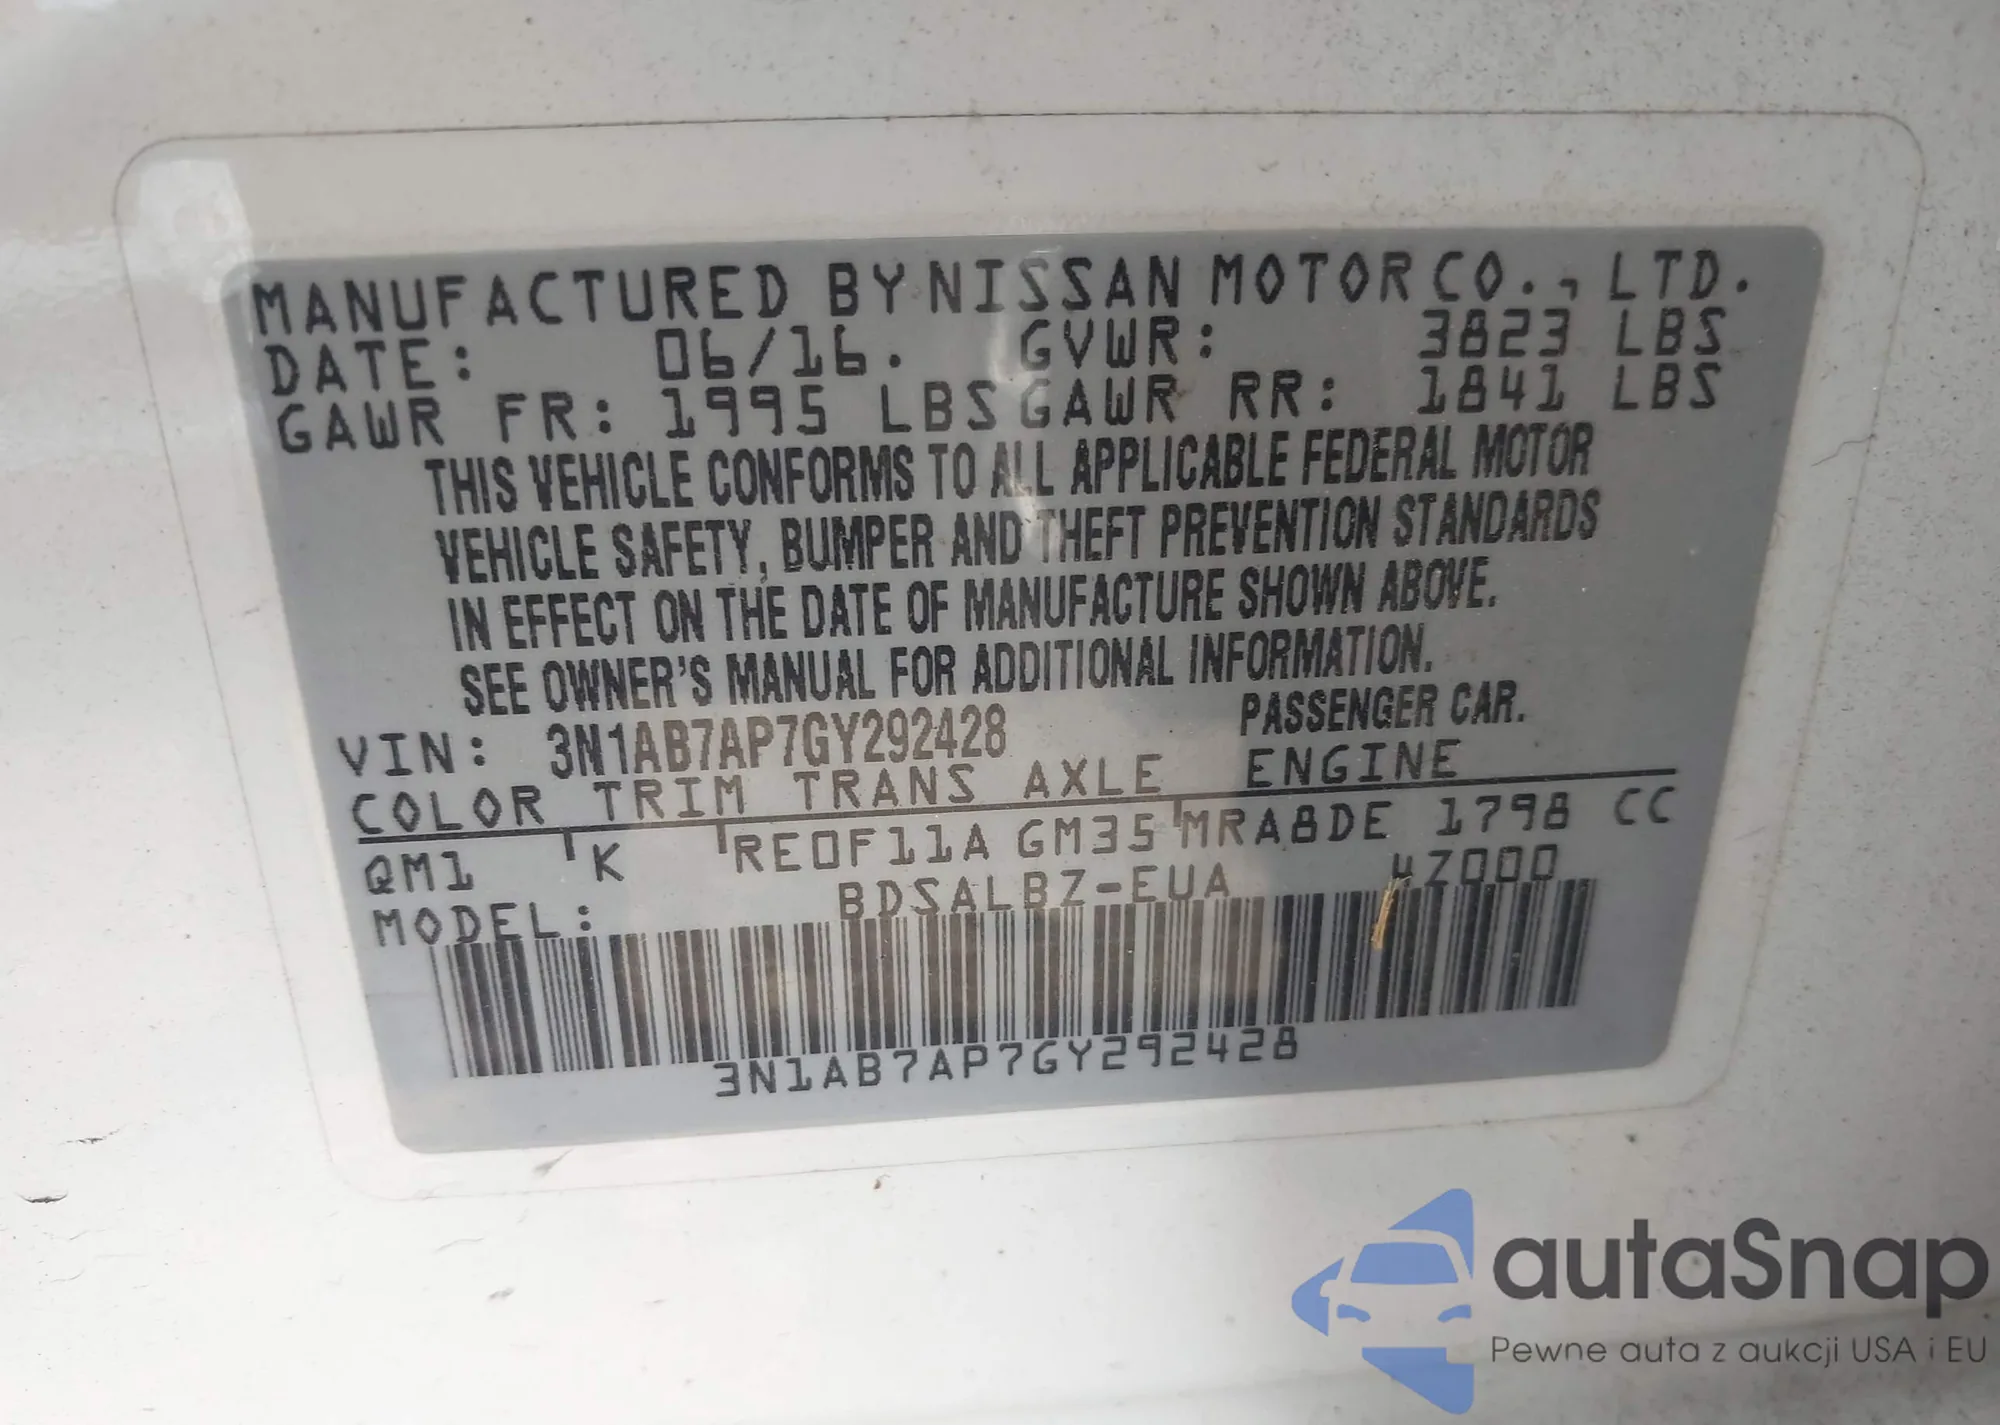 MANUFACTURED BY NISSAN MOTOR CO., LTD.
DATE: 06/16. GVWR: 3823 LBS
GAWR FR: 1995 LBS GAWR RR: 1841 LBS
THIS VEHICLE CONFORMS TO ALL APPLICABLE FEDERAL MOTOR
VEHICLE SAFETY, BUMPER AND THEFT PREVENTION STANDARDS
IN EFFECT ON THE DATE OF MANUFACTURE SHOWN ABOVE.
SEE OWNER'S MANUAL FOR ADDITIONAL INFORMATION.
VIN: 3N1AB7AP7GY292428 PASSENGER CAR.
COLOR TRIM TRANS AXLE ENGINE
QM1 K RE0F11A GM35 MRA8DE 1798 CC
MODEL: BDSALBZ-EUA 4Z000
3N1AB7AP7GY292428
autaSnap
Pewne auta z aukcji USA i EU